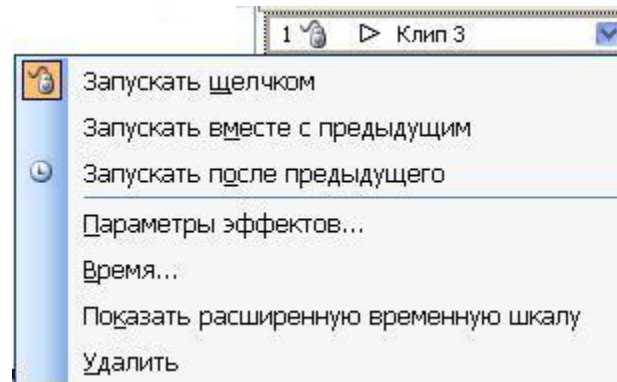 1 Клип 3
Запускать щелчком
Запускать вместе с предыдущим
Запускать после предыдущего
Параметры эффектов...
Время...
Показать расширенную временную шкалу
Удалить